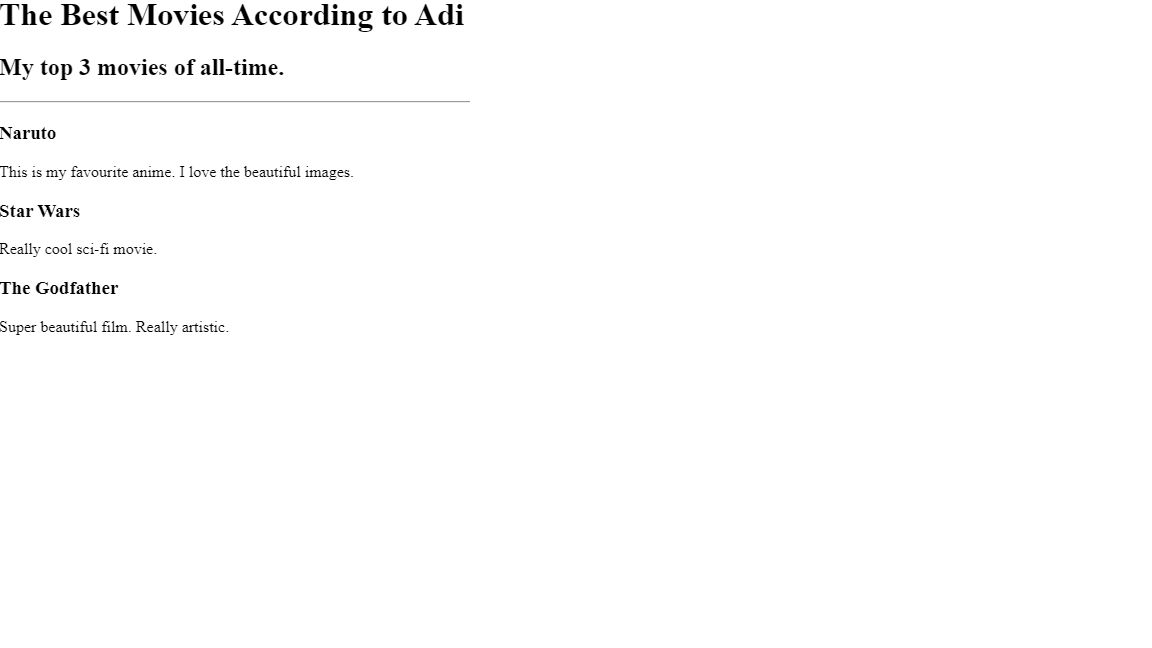 The Best Movies According to Adi
My top 3 movies of all-time.
Naruto
This is my favourite anime. I love the beautiful images.
Star Wars
Really cool sci-fi movie.
The Godfather
Super beautiful film. Really artistic.